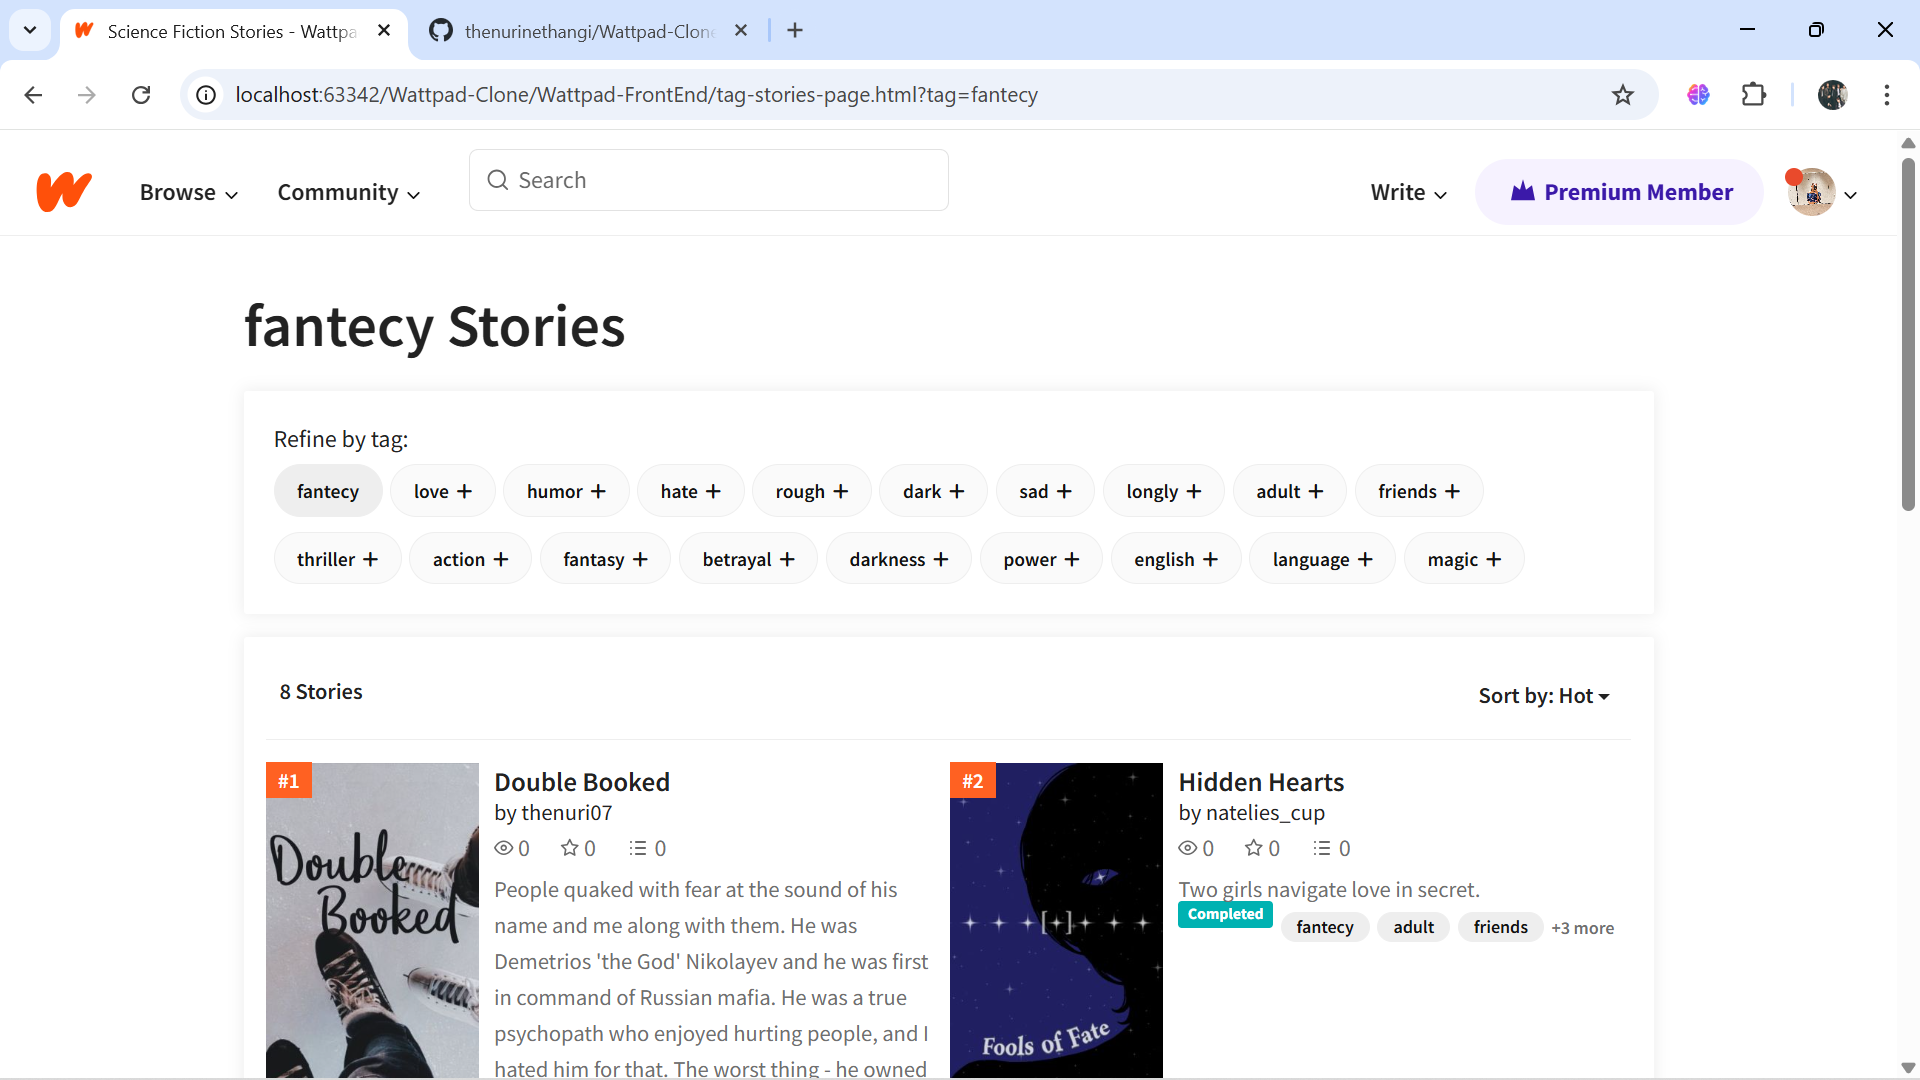 Science Fiction Stories - Wattpa
thenurinethangi/Wattpad-Clone
localhost:63342/Wattpad-Clone/Wattpad-FrontEnd/tag-stories-page.html?tag=fantecy
Browse
Community
Search
Write
Premium Member
fantecy Stories
Refine by tag:
fantecy love + humor + hate + rough + dark + sad + longly + adult + friends +
thriller + action + fantasy + betrayal + darkness + power + english + language + magic +
8 Stories
Sort by: Hot
#1
Double Booked
Double Booked
by thenuri07
0 0 0
People quaked with fear at the sound of his
name and me along with them. He was
Demetrios 'the God' Nikolayev and he was first
in command of Russian mafia. He was a true
psychopath who enjoyed hurting people, and I
hated him for that. The worst thing - he owned
#2
[+]
Fools of Fate
Hidden Hearts
by natelies_cup
0 0 0
Two girls navigate love in secret.
Completed fantecy adult friends +3 more